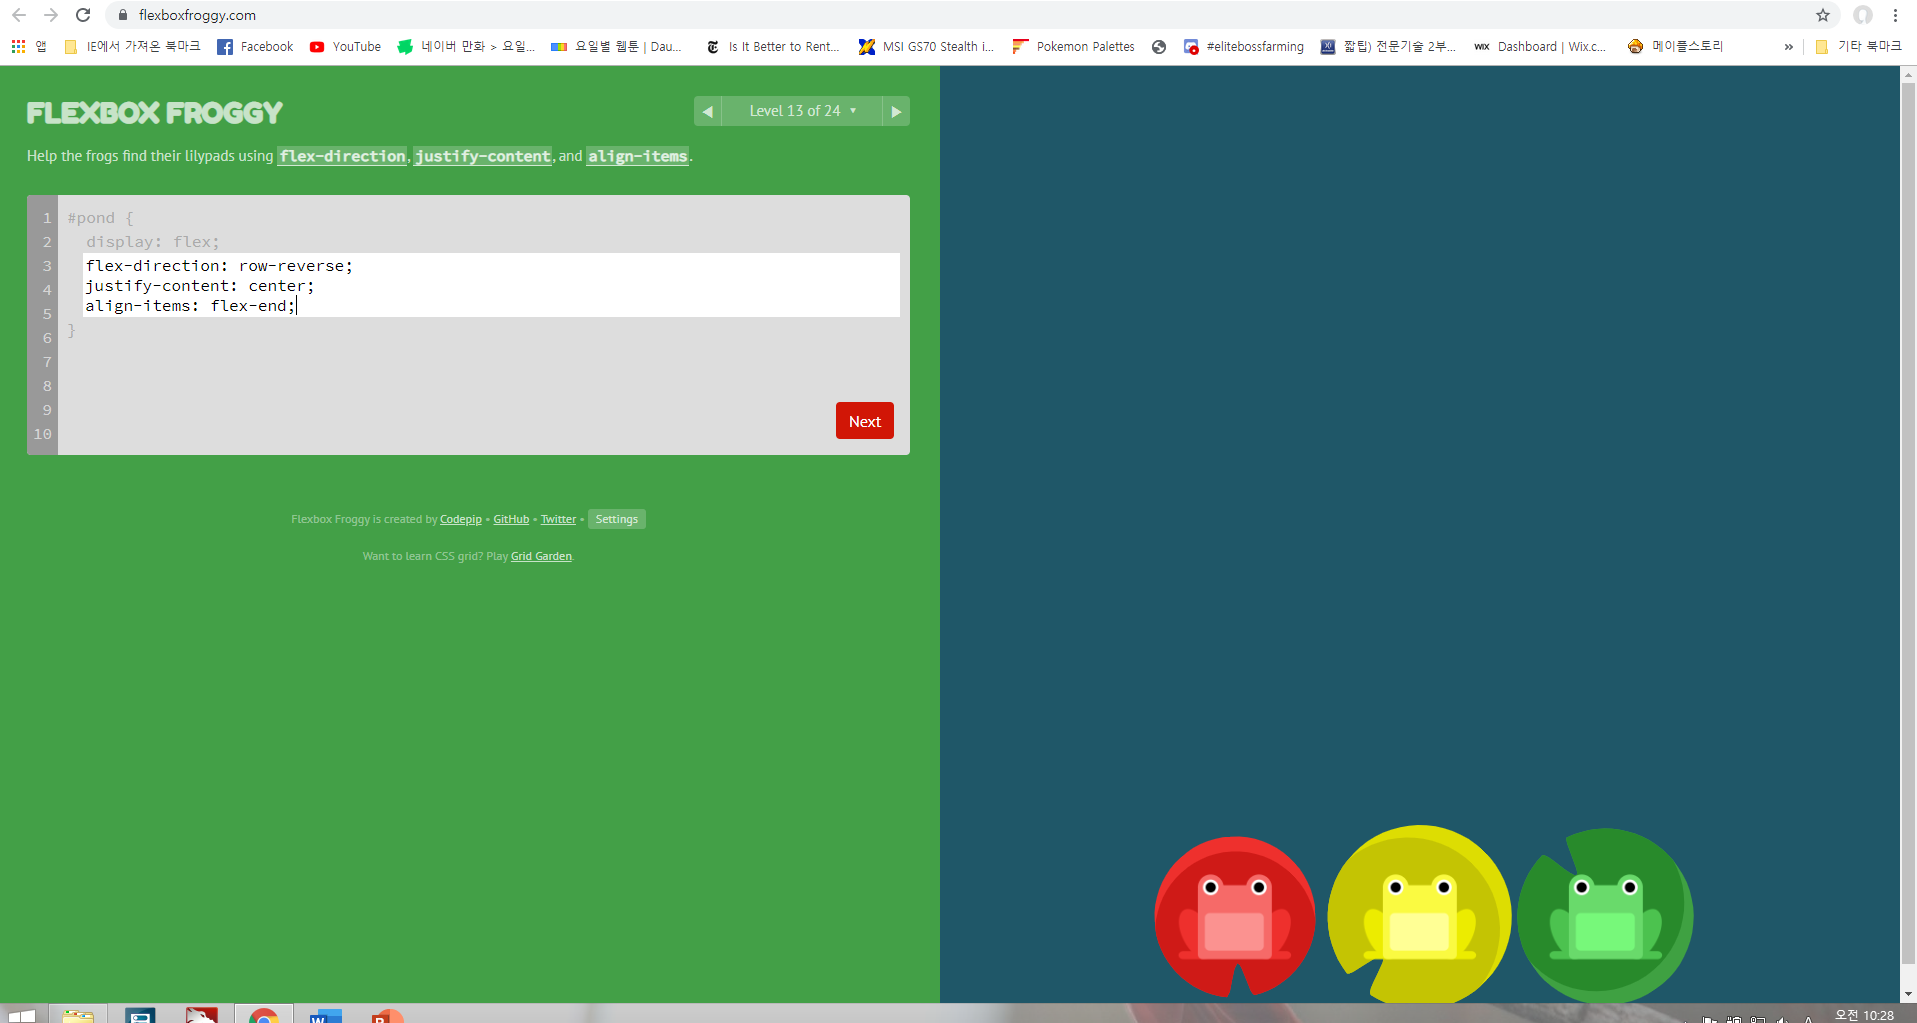 flexboxfroggy.com
앱 IE에서 가져온 북마크 Facebook YouTube 네이버 만화 > 요일... 요일별 웹툰 | Dau... Is It Better to Rent... MSI GS70 Stealth i... Pokemon Palettes #elitebossfarming 짧팁) 전문기술 2부... WIX Dashboard | Wix.c... 메이플스토리 » 기타 북마크
FLEXBOX FROGGY
◀ Level 13 of 24 ▼ ▶
Help the frogs find their lilypads using flex-direction, justify-content, and align-items.
1 #pond {
2 display: flex;
3 flex-direction: row-reverse;
4 justify-content: center;
5 align-items: flex-end;
6 }
7
8
9
10
Next
Flexbox Froggy is created by Codepip • GitHub • Twitter • Settings
Want to learn CSS grid? Play Grid Garden.
A 오전 10:28